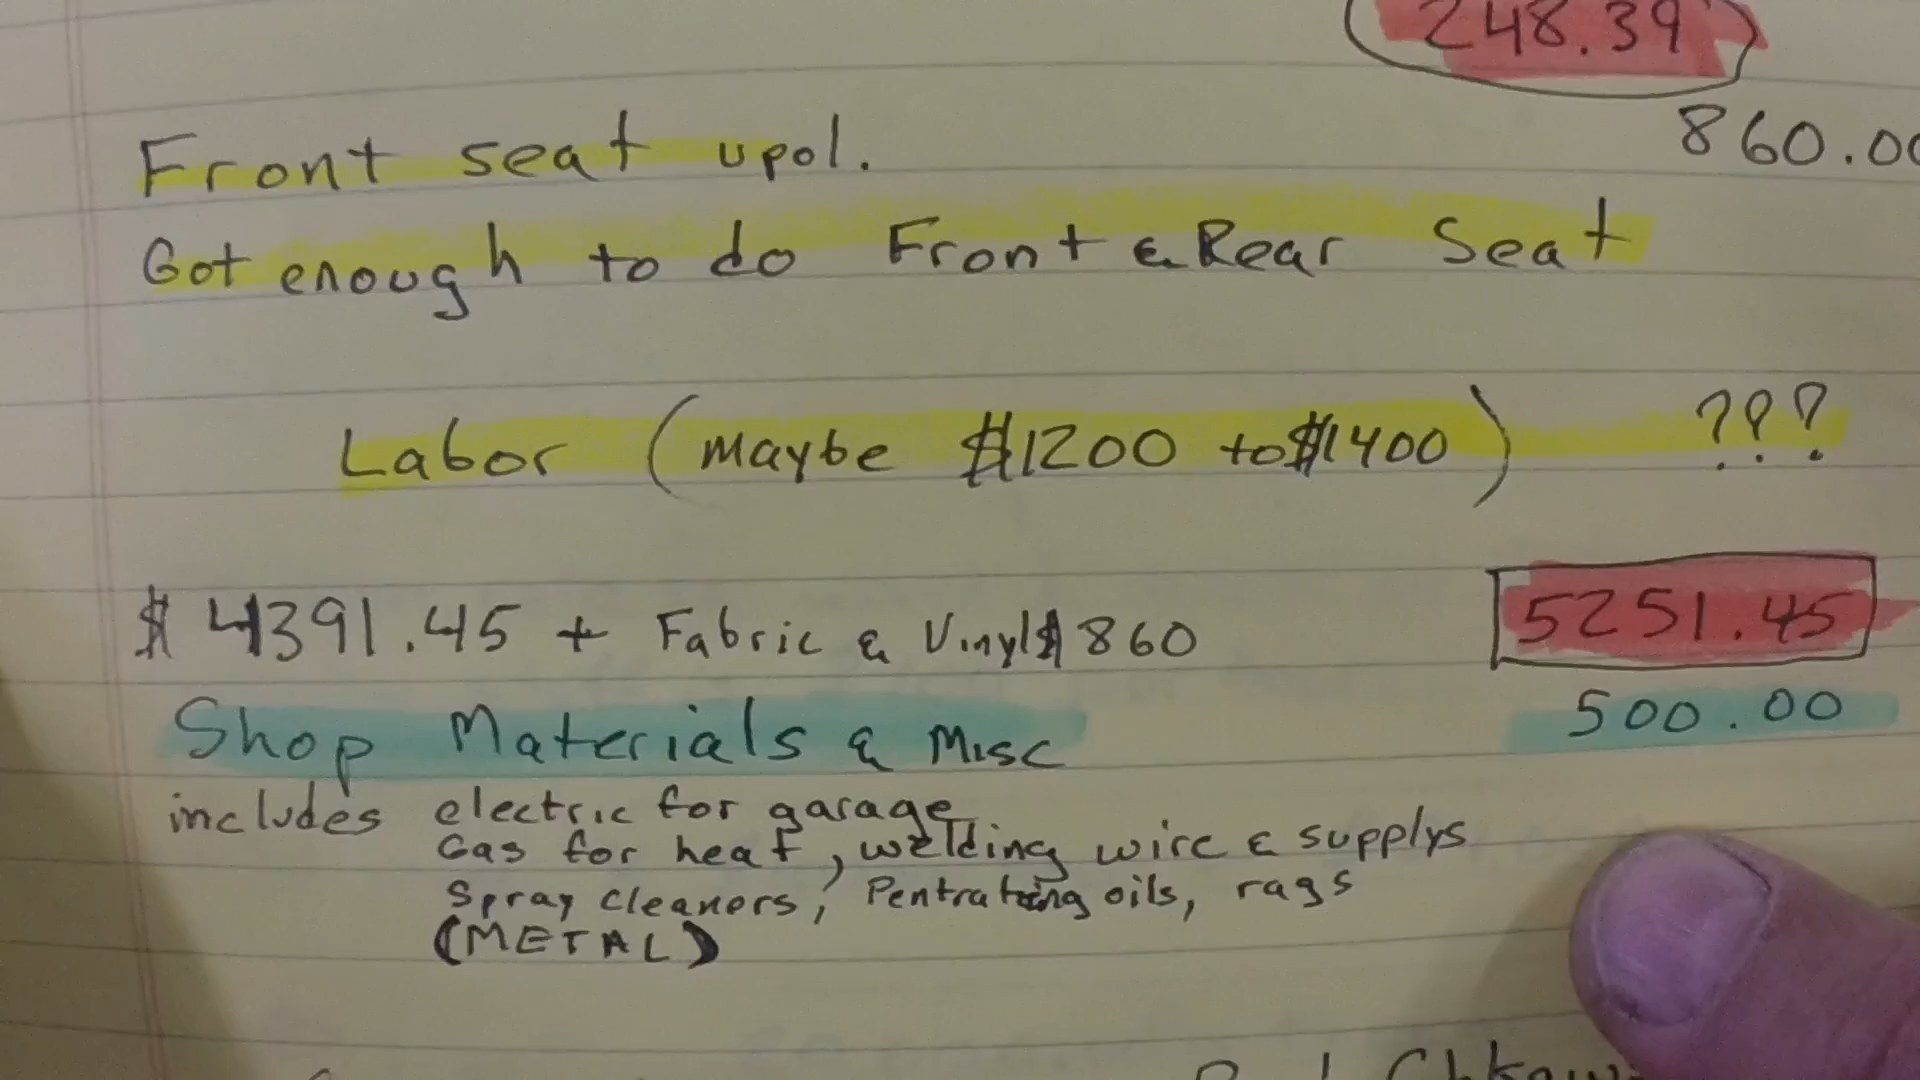 248.39
860.00
Front seat upol.
Got enough to do Front & Rear Seat
Labor (Maybe $1200 to $1400) ???
$ 4391.45 + Fabric & Vinyl $860 5251.45
Shop Materials & Misc 500.00
includes electric for garage
Gas for heat, welding wire & supplys
Spray cleaners, Pentrating oils, rags
(METAL)